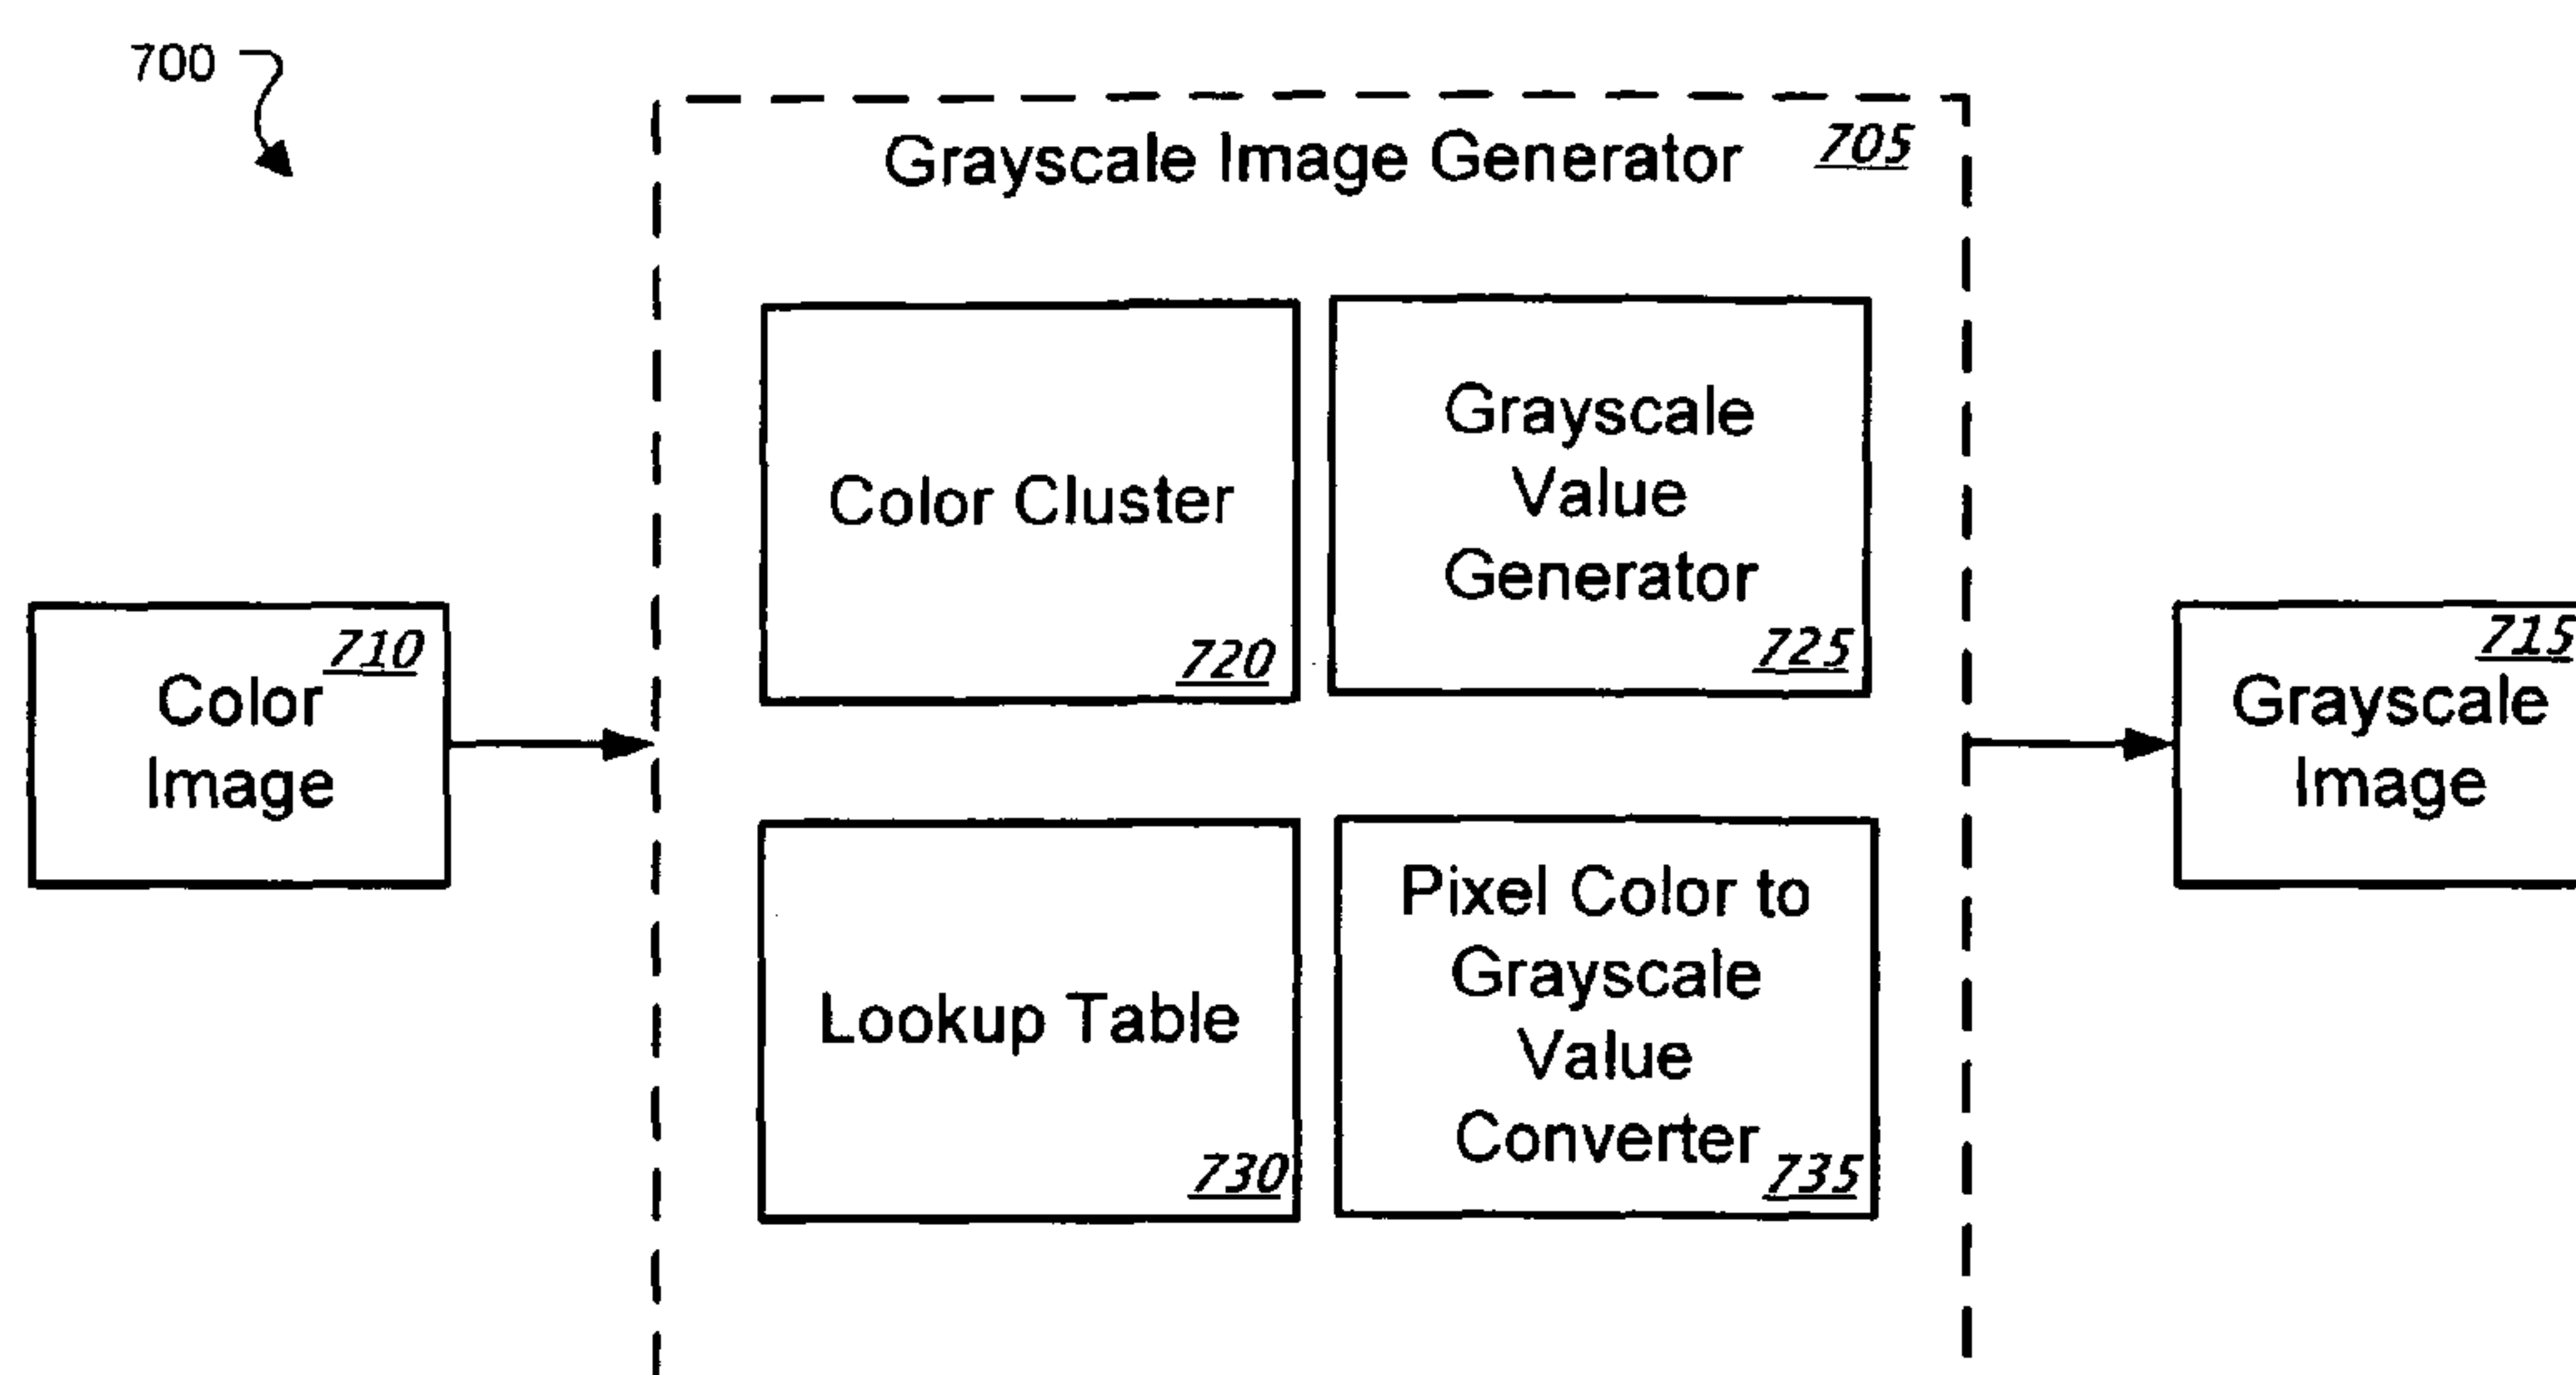 700
Grayscale Image Generator 705
Color Cluster
720
Grayscale
Value
Generator
725
710
Color
Image
715
Grayscale
Image
Lookup Table
730
Pixel Color to
Grayscale
Value
Converter
735